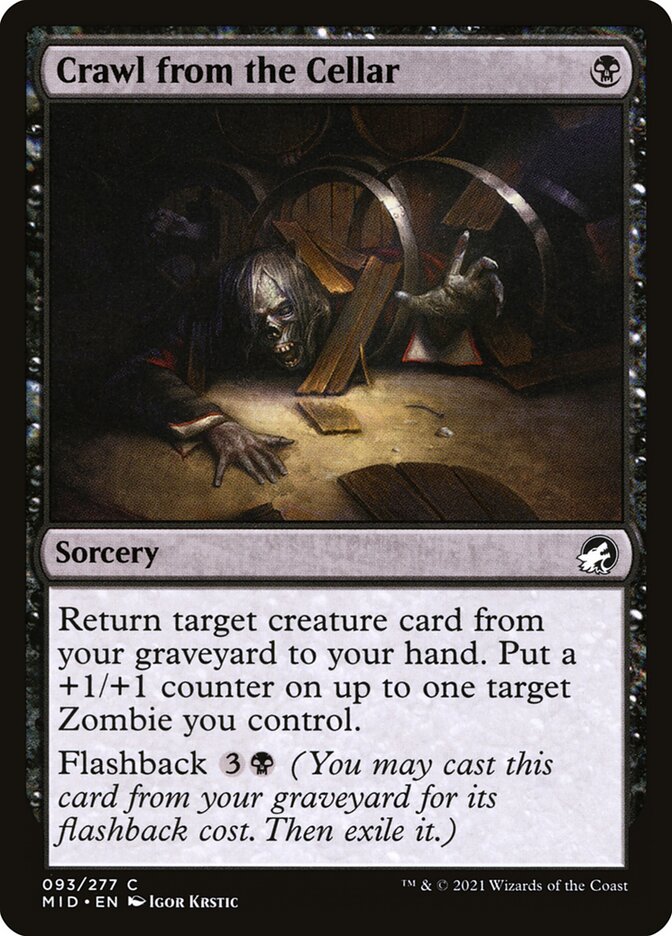 Crawl from the Cellar
Sorcery
Return target creature card from
your graveyard to your hand. Put a
+1/+1 counter on up to one target
Zombie you control.
Flashback 3 (You may cast this
card from your graveyard for its
flashback cost. Then exile it.)
093/277 C
™ & © 2021 Wizards of the Coast
MID • EN Igor Krstic